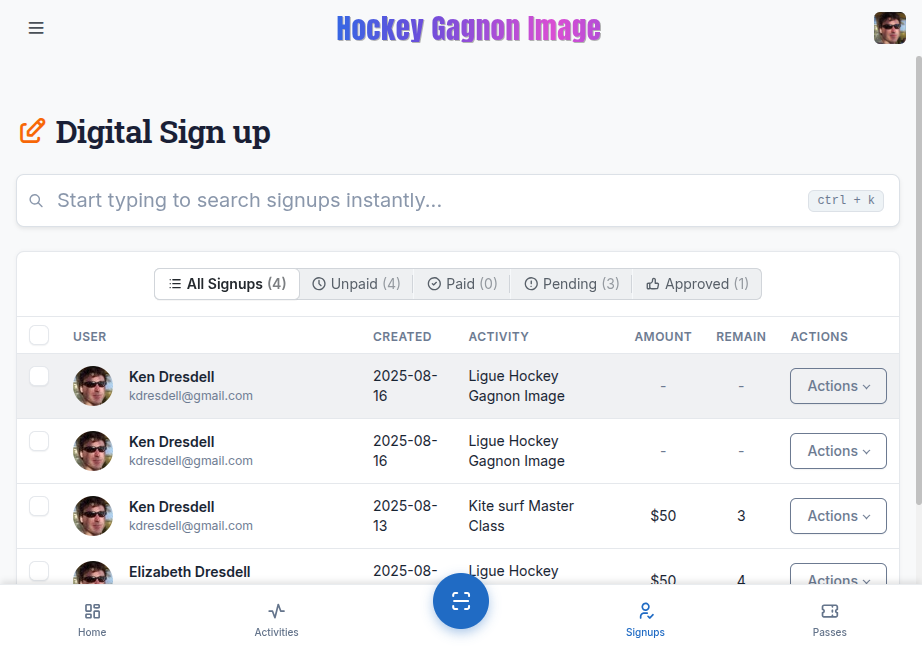 Hockey Gagnon Image
Digital Sign up
Start typing to search signups instantly...
ctrl + k
All Signups (4)
Unpaid (4)
Paid (0)
Pending (3)
Approved (1)
USER
CREATED
ACTIVITY
AMOUNT
REMAIN
ACTIONS
Ken Dresdell
kdresdell@gmail.com
2025-08-
16
Ligue Hockey
Gagnon Image
-
-
Actions
Ken Dresdell
kdresdell@gmail.com
2025-08-
16
Ligue Hockey
Gagnon Image
-
-
Actions
Ken Dresdell
kdresdell@gmail.com
2025-08-
13
Kite surf Master
Class
$50
3
Actions
Elizabeth Dresdell
2025-08-
Ligue Hockey
$50
4
Actions
Home
Activities
Signups
Passes